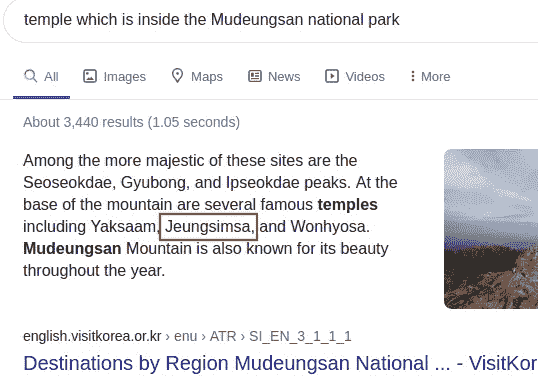 temple which is inside the Mudeungsan national park
All Images Maps News Videos More
About 3,440 results (1.05 seconds)
Among the more majestic of these sites are the
Seoseokdae, Gyubong, and Ipseokdae peaks. At the
base of the mountain are several famous temples
including Yaksaam, Jeungsimsa, and Wonhyosa.
Mudeungsan Mountain is also known for its beauty
throughout the year.
english.visitkorea.or.kr › enu › ATR › SI_EN_3_1_1_1
Destinations by Region Mudeungsan National ... - VisitKor